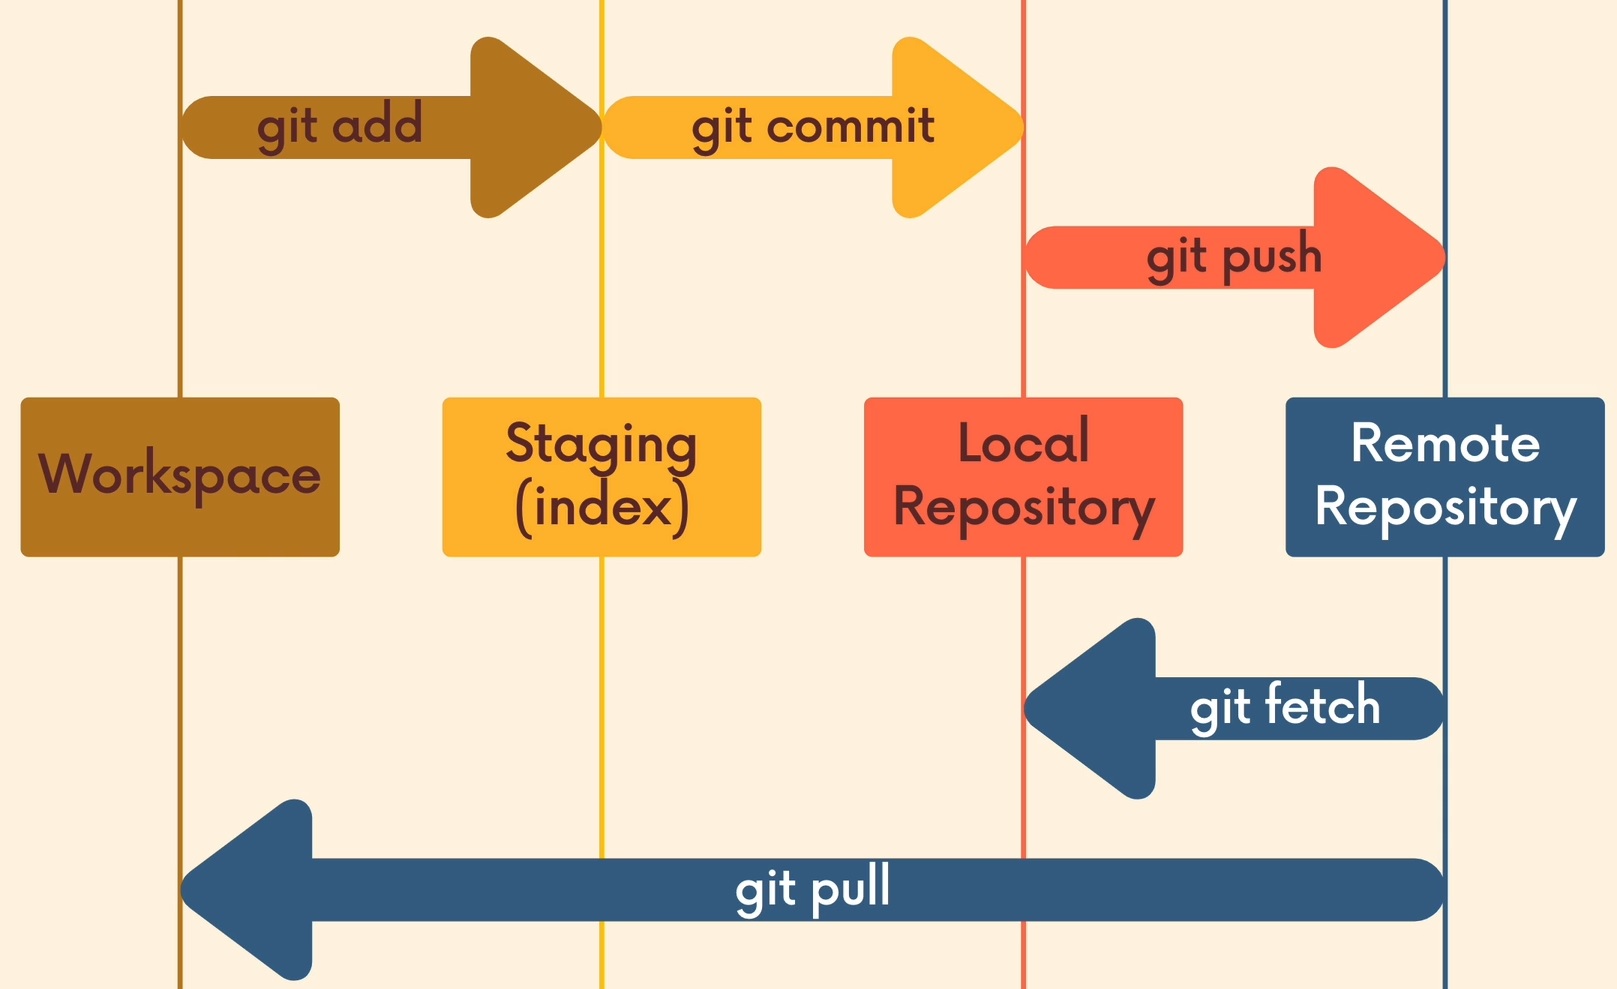 git add
git commit
git push
Workspace
Staging
(index)
Local
Repository
Remote
Repository
git fetch
git pull